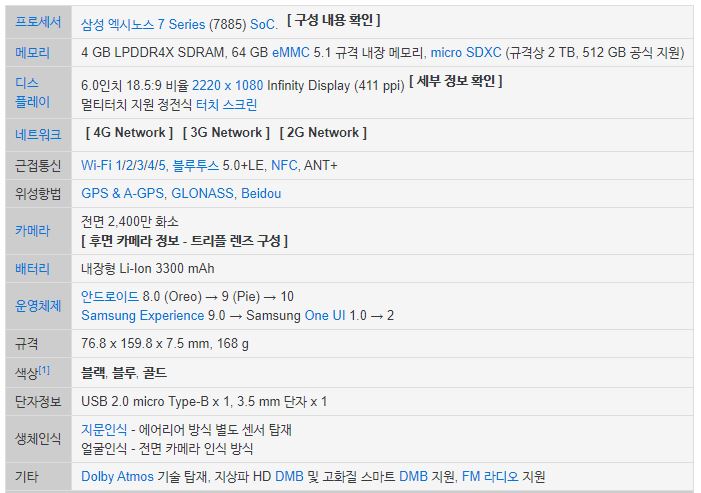 프로세서 삼성 엑시노스 7 Series (7885) SoC. [ 구성 내용 확인 ]
메모리 4 GB LPDDR4X SDRAM, 64 GB eMMC 5.1 규격 내장 메모리, micro SDXC (규격상 2 TB, 512 GB 공식 지원)
디스
플레이
6.0인치 18.5:9 비율 2220 x 1080 Infinity Display (411 ppi) [ 세부 정보 확인 ]
멀티터치 지원 정전식 터치 스크린
네트워크 [ 4G Network ] [ 3G Network ] [ 2G Network ]
근접통신 Wi-Fi 1/2/3/4/5, 블루투스 5.0+LE, NFC, ANT+
위성항법 GPS & A-GPS, GLONASS, Beidou
카메라
전면 2,400만 화소
[ 후면 카메라 정보 - 트리플 렌즈 구성 ]
배터리 내장형 Li-Ion 3300 mAh
운영체제
안드로이드 8.0 (Oreo) → 9 (Pie) → 10
Samsung Experience 9.0 → Samsung One UI 1.0 → 2
규격 76.8 x 159.8 x 7.5 mm, 168 g
색상[1] 블랙, 블루, 골드
단자정보 USB 2.0 micro Type-B x 1, 3.5 mm 단자 x 1
생체인식
지문인식 - 에어리어 방식 별도 센서 탑재
얼굴인식 - 전면 카메라 인식 방식
기타 Dolby Atmos 기술 탑재, 지상파 HD DMB 및 고화질 스마트 DMB 지원, FM 라디오 지원